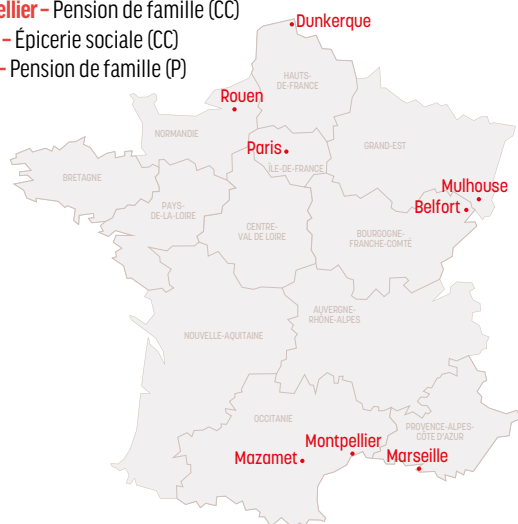 ellier – Pension de famille (CC)
– Épicerie sociale (CC)
– Pension de famille (P)
Dunkerque
HAUTS-
DE-FRANCE
Rouen
NORMANDIE
Paris
ÎLE-DE-FRANCE
GRAND-EST
BRETAGNE
Mulhouse
Belfort
PAYS-
DE-LA-LOIRE
CENTRE-
VAL DE LOIRE
BOURGOGNE-
FRANCHE-COMTÉ
AUVERGNE-
RHÔNE-ALPES
NOUVELLE-AQUITAINE
OCCITANIE
PROVENCE-ALPES-
CÔTE D'AZUR
Montpellier
Mazamet
Marseille